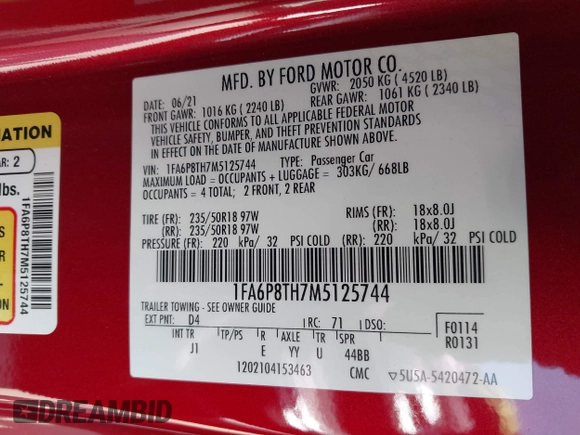 MFD. BY FORD MOTOR CO.
DATE: 06/21 GVWR: 2050 KG ( 4520 LB)
FRONT GAWR: 1016 KG ( 2240 LB) REAR GAWR: 1061 KG ( 2340 LB)
THIS VEHICLE CONFORMS TO ALL APPLICABLE FEDERAL MOTOR
VEHICLE SAFETY, BUMPER, AND THEFT PREVENTION STANDARDS
IN EFFECT ON THE DATE OF MANUFACTURE SHOWN ABOVE.
VIN: 1FA6P8TH7M5125744 TYPE: Passenger Car
MAXIMUM LOAD = OCCUPANTS + LUGGAGE = 303KG/ 668LB
OCCUPANTS = 4 TOTAL; 2 FRONT, 2 REAR
TIRE (FR): 235/50R18 97W RIMS (FR): 18x8.0J
(RR): 235/50R18 97W (RR): 18x8.0J
PRESSURE (FR): 220 kPa/ 32 PSI COLD (RR): 220 kPa/ 32 PSI COLD
1FA6P8TH7M5125744
TRAILER TOWING - SEE OWNER GUIDE
EXT PNT: D4 RC: 71 DSO:
F0114
R0131
INT TR TP/PS R AXLE TR SPR
J1 E YY U 44BB
1202104153463 CMC 5U5A-5420472-AA
MATION
AR: 2
lbs.
S
R
S
1FA6P8TH7M5125744
DREAMBID